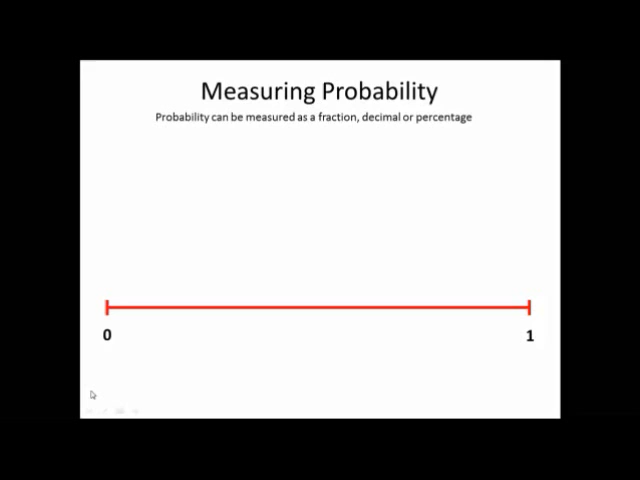 Measuring Probability
Probability can be measured as a fraction, decimal or percentage
0 1